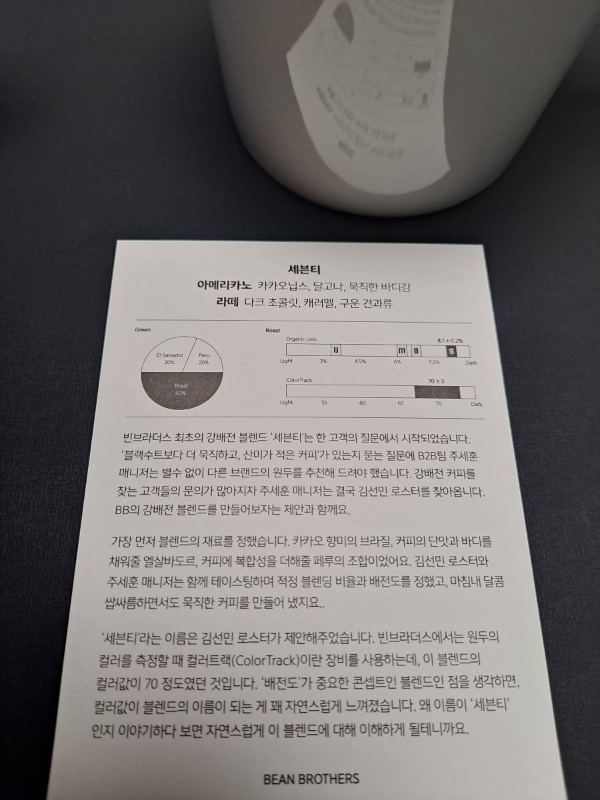 세븐티
아메리카노 카카오닙스, 달고나, 묵직한 바디감
라떼 다크 초콜릿, 캐러멜, 구운 견과류
Green
El Salvador 30%
Peru 20%
Brazil 50%
Roast
Organic Loss 8.1 ± 0.2%
U m B S
Light 3% 4.5% 6% 7.5% Dark
ColorTrack 70 ± 3
Light 55 60 65 70 Dark
빈브라더스 최초의 강배전 블렌드 '세븐티'는 한 고객의 질문에서 시작되었습니다.
'블랙수트보다 더 묵직하고, 산미가 적은 커피'가 있는지 묻는 질문에 B2B팀 주세훈
매니저는 별수 없이 다른 브랜드의 원두를 추천해 드려야 했습니다. 강배전 커피를
찾는 고객들의 문의가 많아지자 주세훈 매니저는 결국 김선민 로스터를 찾아옵니다.
BB의 강배전 블렌드를 만들어보자는 제안과 함께요.
가장 먼저 블렌드의 재료를 정했습니다. 카카오 향미의 브라질, 커피의 단맛과 바디를
채워줄 엘살바도르, 커피에 복합성을 더해줄 페루의 조합이었어요. 김선민 로스터와
주세훈 매니저는 함께 테이스팅하며 적정 블렌딩 비율과 배전도를 정했고, 마침내 달콤
쌉싸름하면서도 묵직한 커피를 만들어 냈지요..
'세븐티'라는 이름은 김선민 로스터가 제안해주었습니다. 빈브라더스에서는 원두의
컬러를 측정할 때 컬러트랙(ColorTrack)이란 장비를 사용하는데, 이 블렌드의
컬러값이 70 정도였던 것입니다. '배전도'가 중요한 콘셉트인 블렌드인 점을 생각하면,
컬러값이 블렌드의 이름이 되는 게 꽤 자연스럽게 느껴졌습니다. 왜 이름이 '세븐티'
인지 이야기하다 보면 자연스럽게 이 블렌드에 대해 이해하게 될테니까요.
BEAN BROTHERS